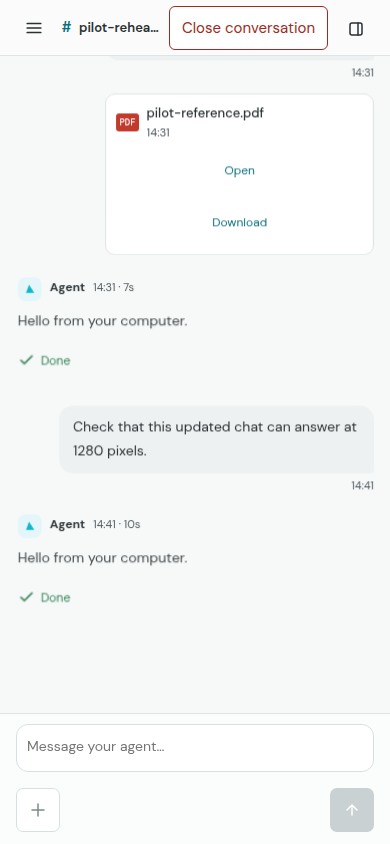 # pilot-rehea...
Close conversation
14:31
PDF
pilot-reference.pdf
14:31
Open
Download
Agent 14:31 · 7s
Hello from your computer.
Done
Check that this updated chat can answer at
1280 pixels.
14:41
Agent 14:41 · 10s
Hello from your computer.
Done
Message your agent...